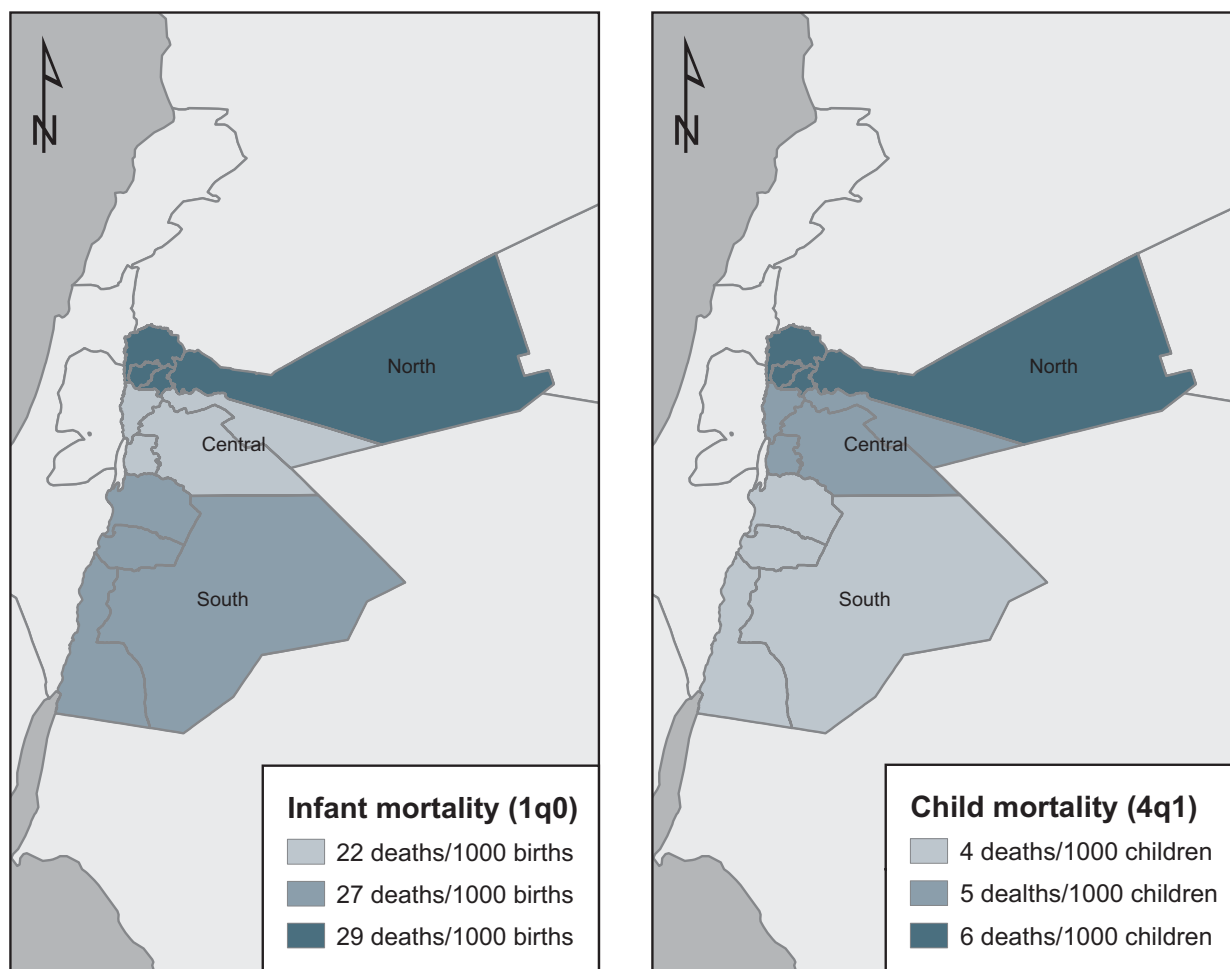 N
North
Central
South
Infant mortality (1q0)
22 deaths/1000 births
27 deaths/1000 births
29 deaths/1000 births
N
North
Central
South
Child mortality (4q1)
4 deaths/1000 children
5 dealths/1000 children
6 deaths/1000 children